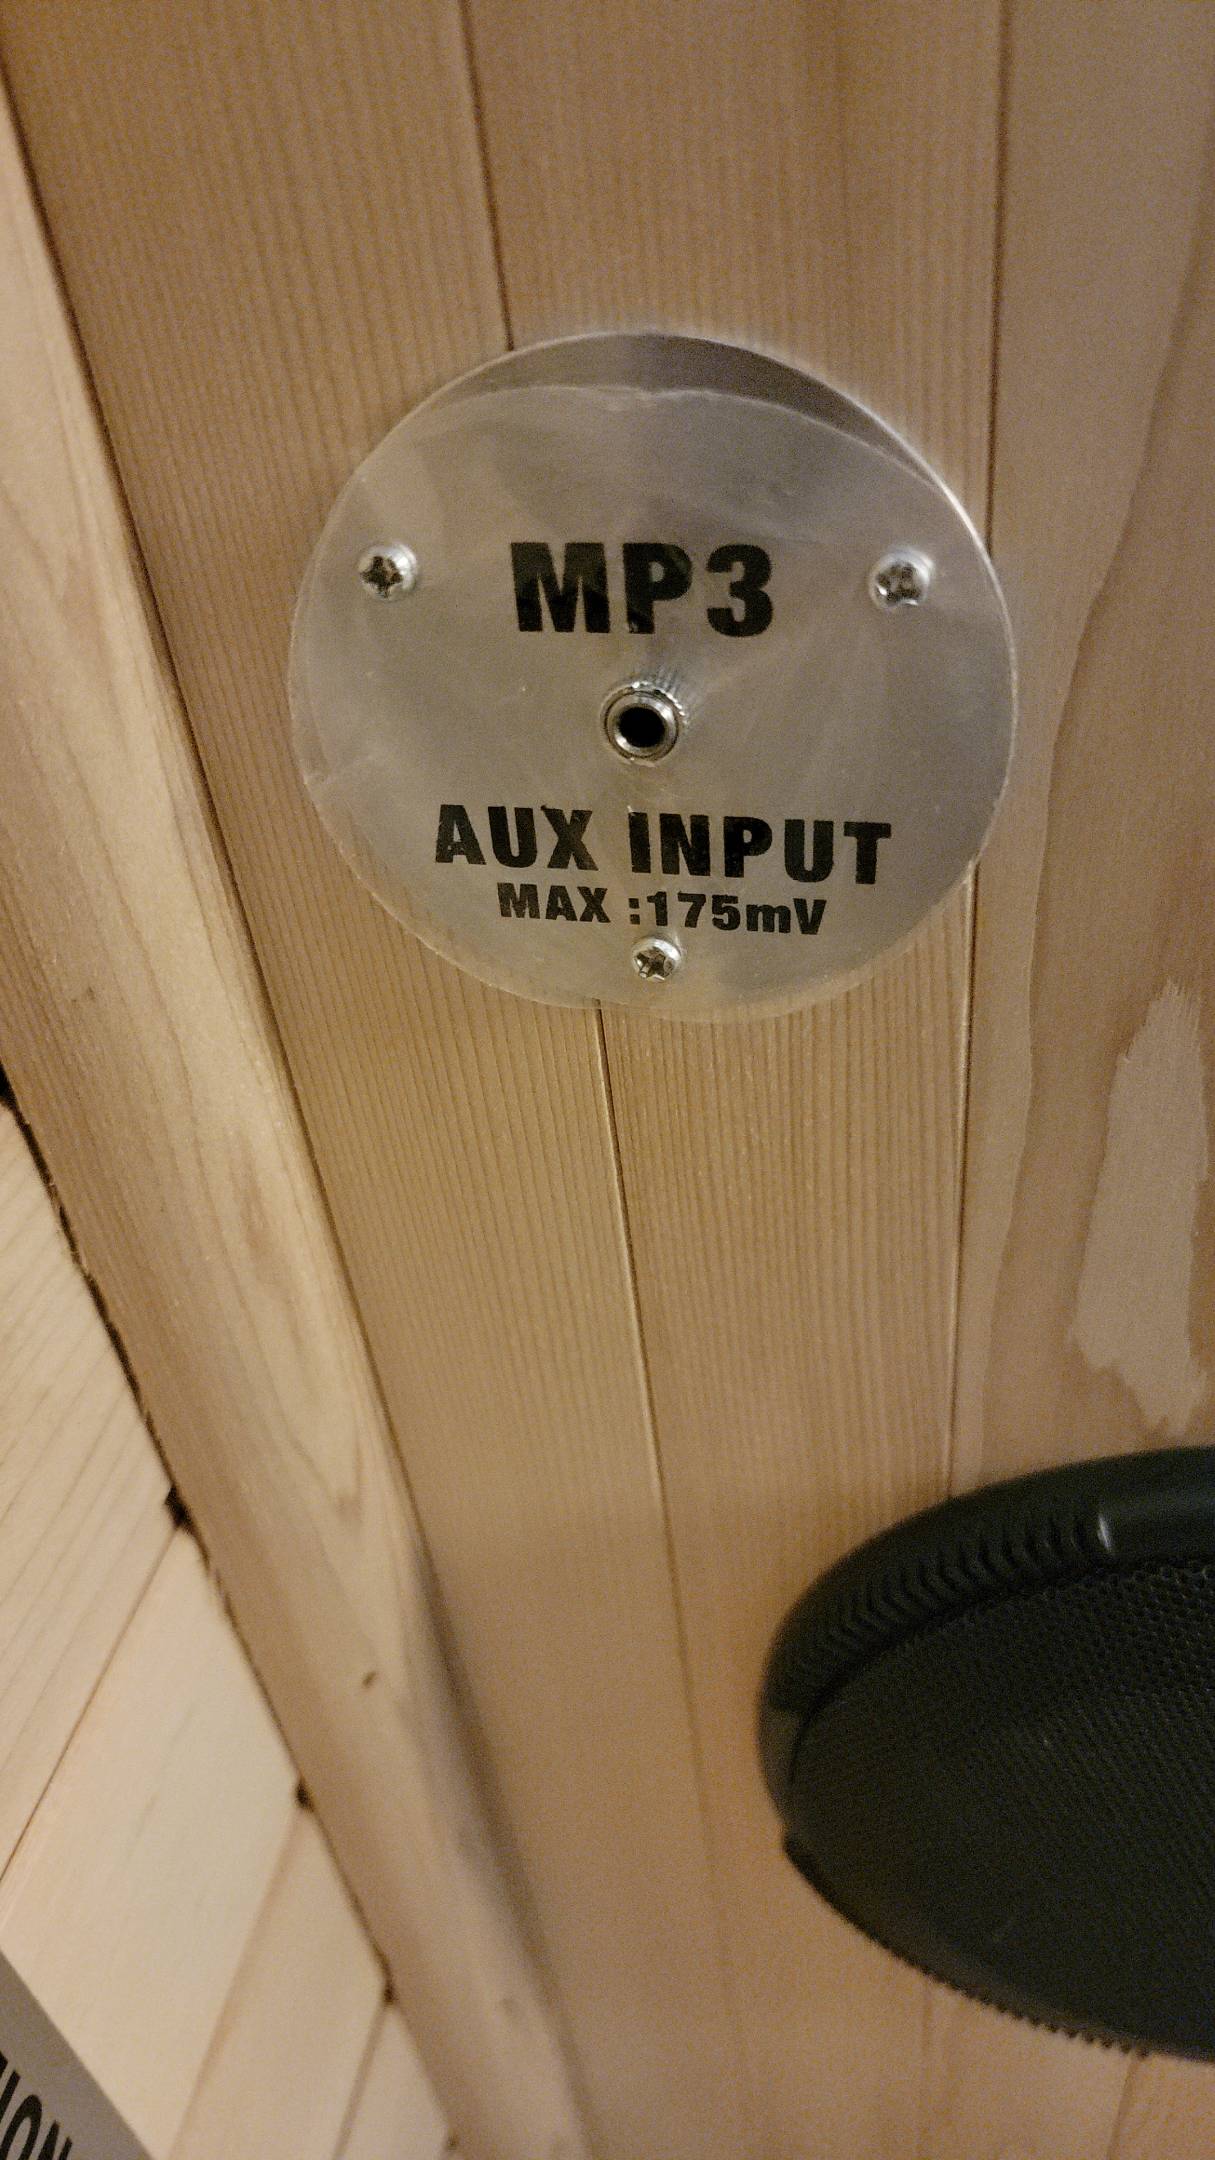 MP3
AUX INPUT
MAX :175mV